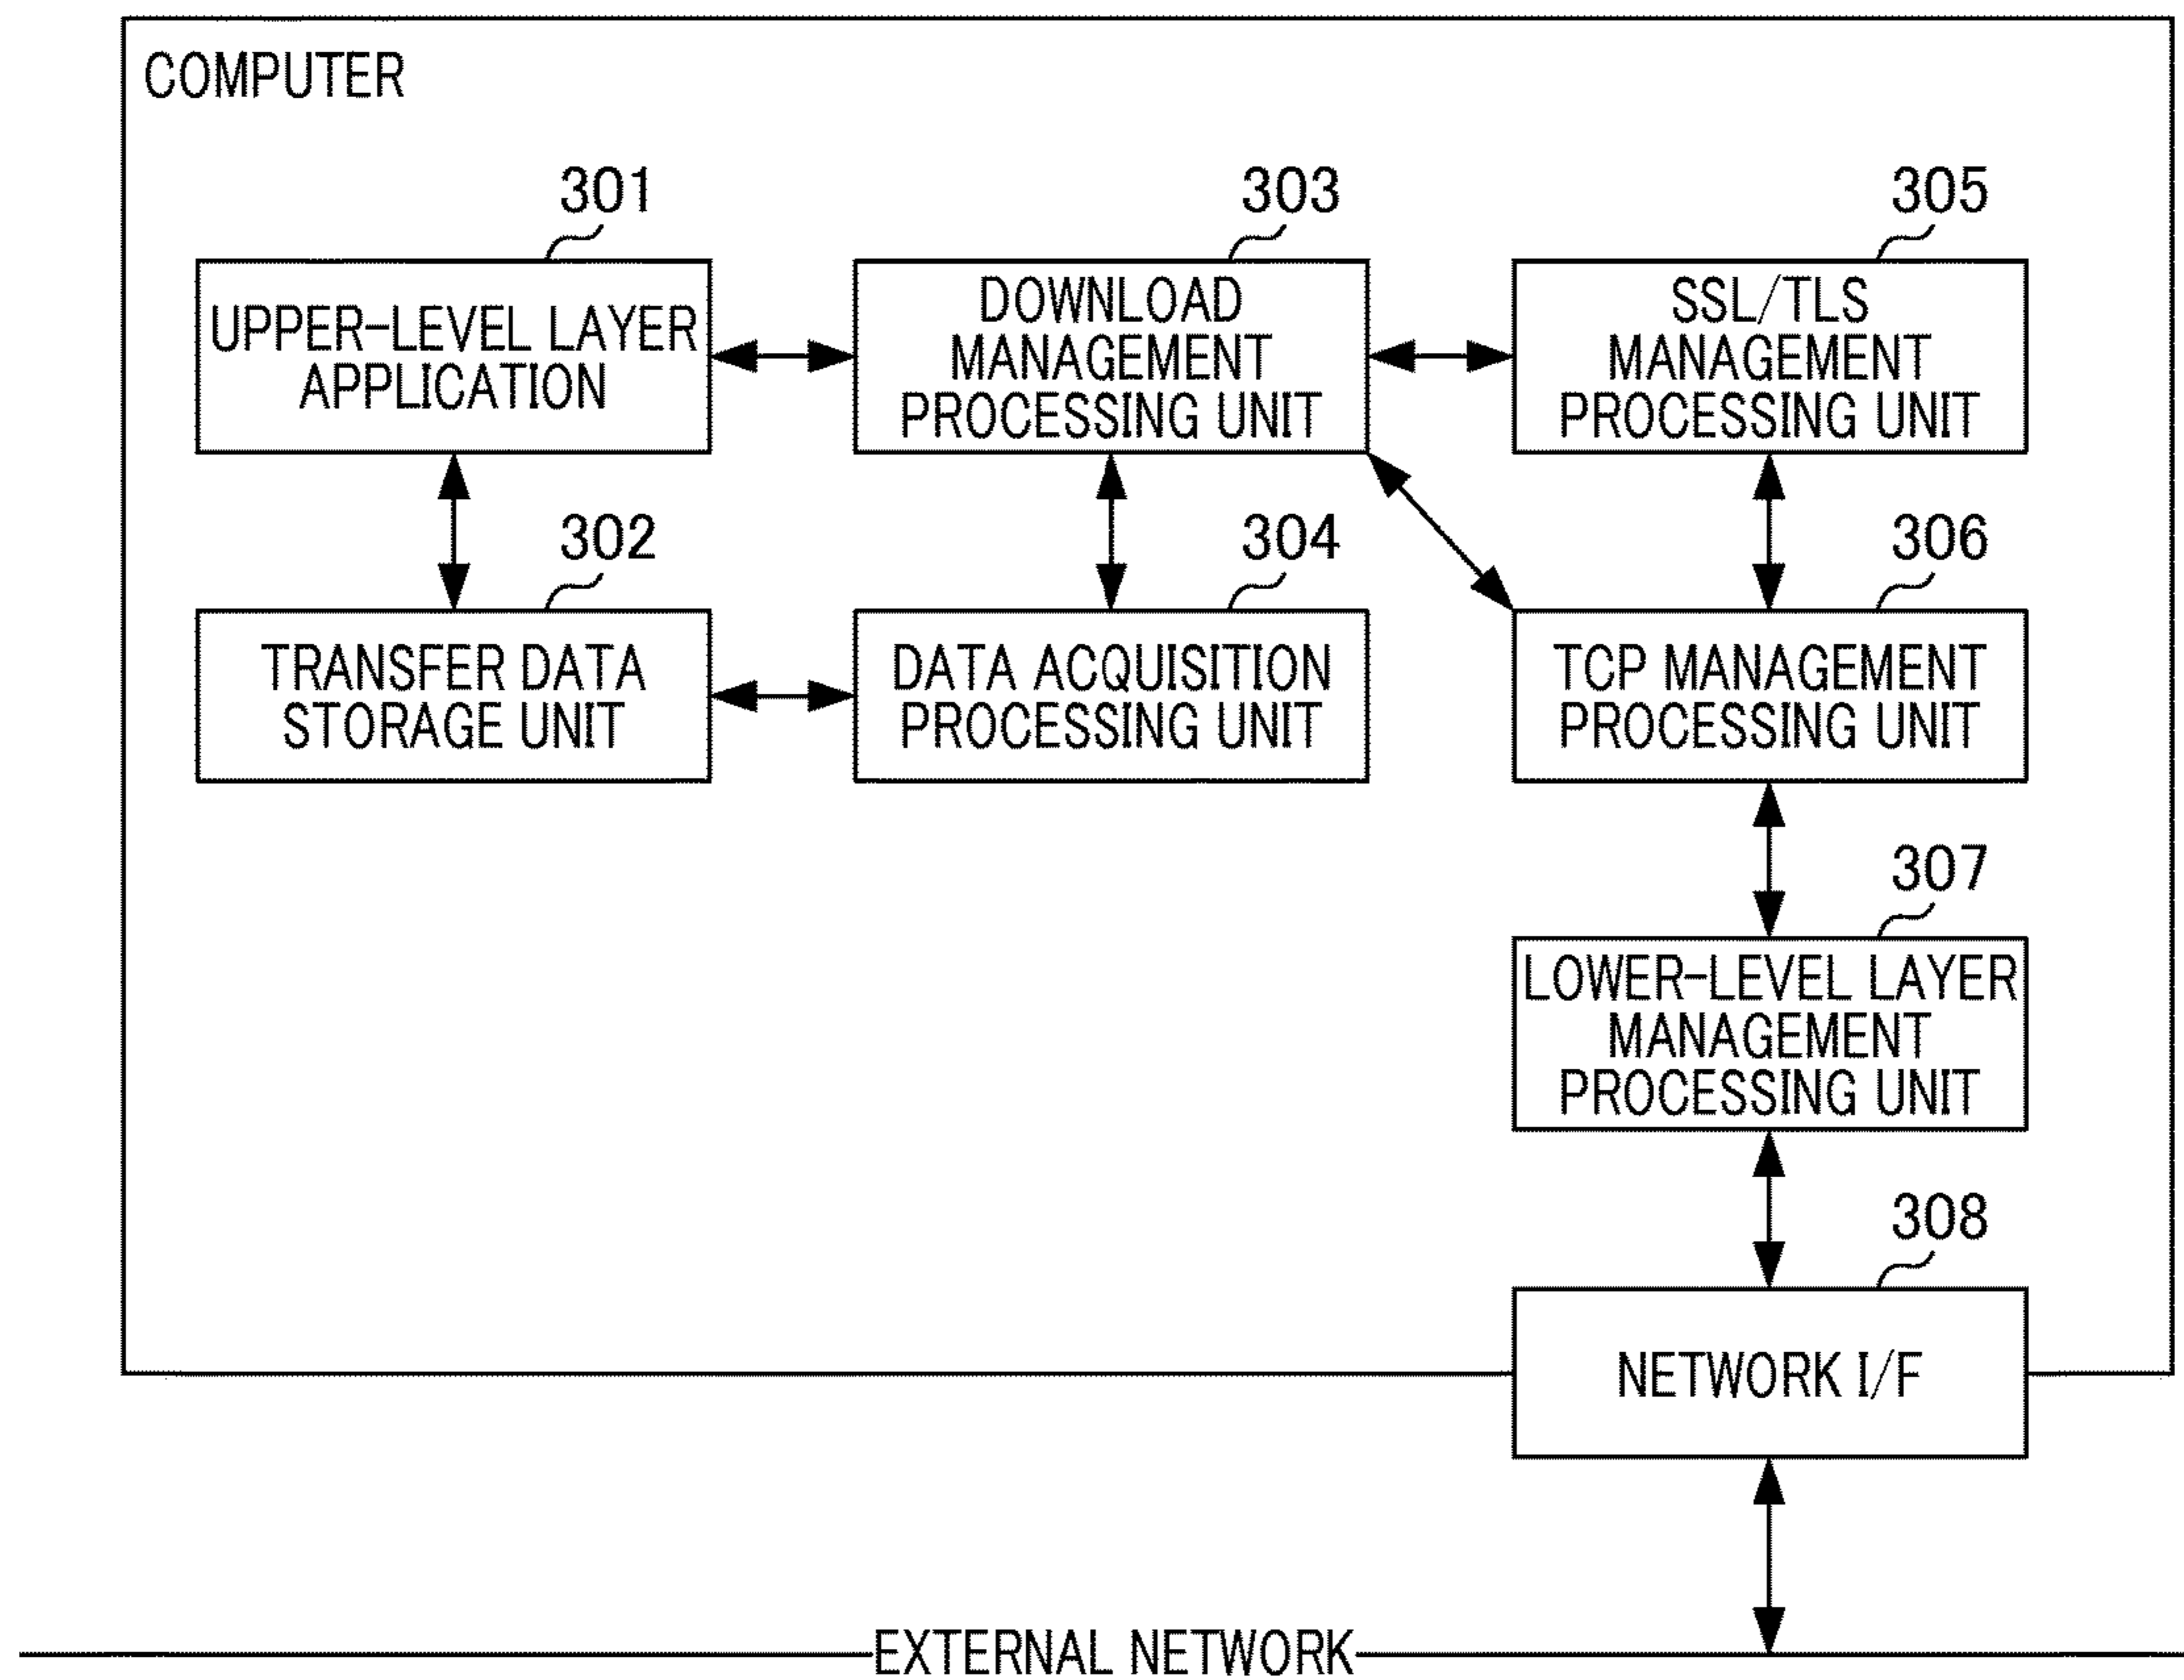 COMPUTER
301
303
305
UPPER-LEVEL LAYER
APPLICATION
DOWNLOAD
MANAGEMENT
PROCESSING UNIT
SSL/TLS
MANAGEMENT
PROCESSING UNIT
302
304
306
TRANSFER DATA
STORAGE UNIT
DATA ACQUISITION
PROCESSING UNIT
TCP MANAGEMENT
PROCESSING UNIT
307
LOWER-LEVEL LAYER
MANAGEMENT
PROCESSING UNIT
308
NETWORK I/F
EXTERNAL NETWORK